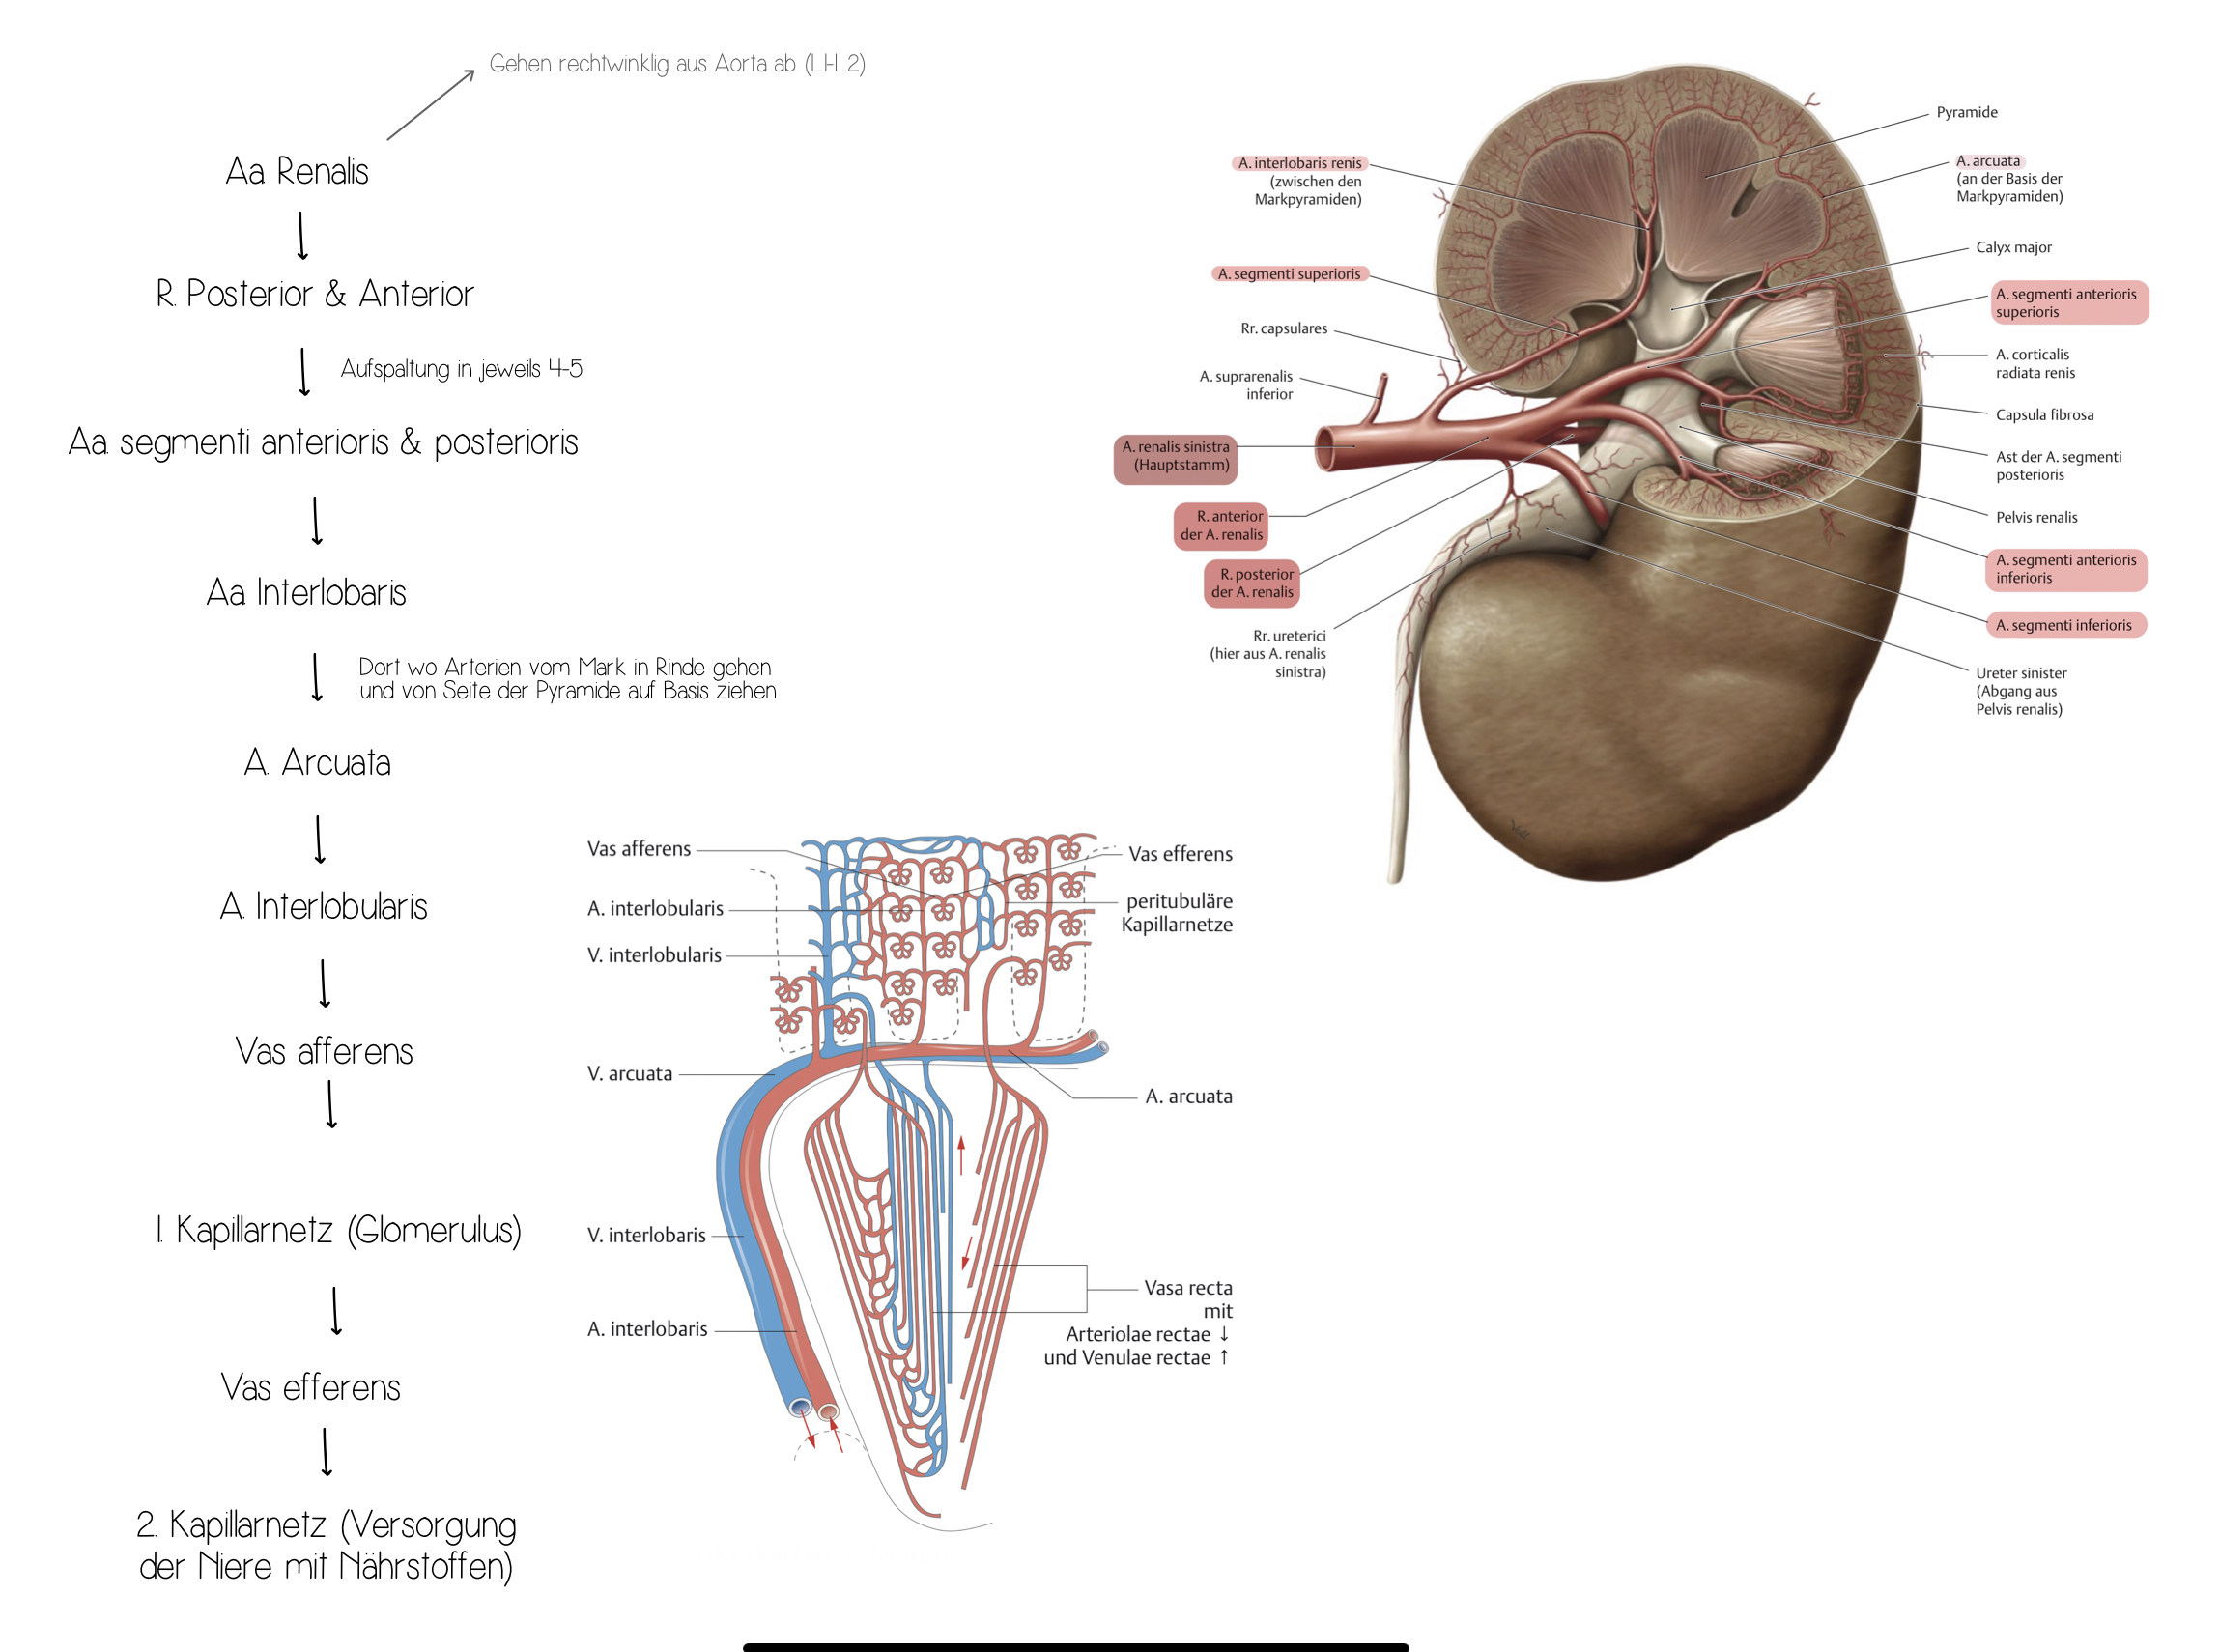 Gehen rechtwinklig aus Aorta ab (L1-L2)
Aa. Renalis
R. Posterior & Anterior
Aufspaltung in jeweils 4-5
Aa. segmenti anterioris & posterioris
Aa. Interlobaris
Dort wo Arterien vom Mark in Rinde gehen
und von Seite der Pyramide auf Basis ziehen
A. Arcuata
A. Interlobularis
Vas afferens
1. Kapillarnetz (Glomerulus)
Vas efferens
2. Kapillarnetz (Versorgung
der Niere mit Nährstoffen)
A. interlobaris renis
(zwischen den
Markpyramiden)
A. segmenti superioris
Rr. capsulares
A. suprarenalis
inferior
A. renalis sinistra
(Hauptstamm)
R. anterior
der A. renalis
R. posterior
der A. renalis
Rr. ureterici
(hier aus A. renalis
sinistra)
Pyramide
A. arcuata
(an der Basis der
Markpyramiden)
Calyx major
A. segmenti anterioris
superioris
A. corticalis
radiata renis
Capsula fibrosa
Ast der A. segmenti
posterioris
Pelvis renalis
A. segmenti anterioris
inferioris
A. segmenti inferioris
Ureter sinister
(Abgang aus
Pelvis renalis)
Vas afferens
A. interlobularis
V. interlobularis
V. arcuata
V. interlobaris
A. interlobaris
Vas efferens
peritubuläre
Kapillarnetze
A. arcuata
Vasa recta
mit
Arteriolae rectae ↓
und Venulae rectae ↑